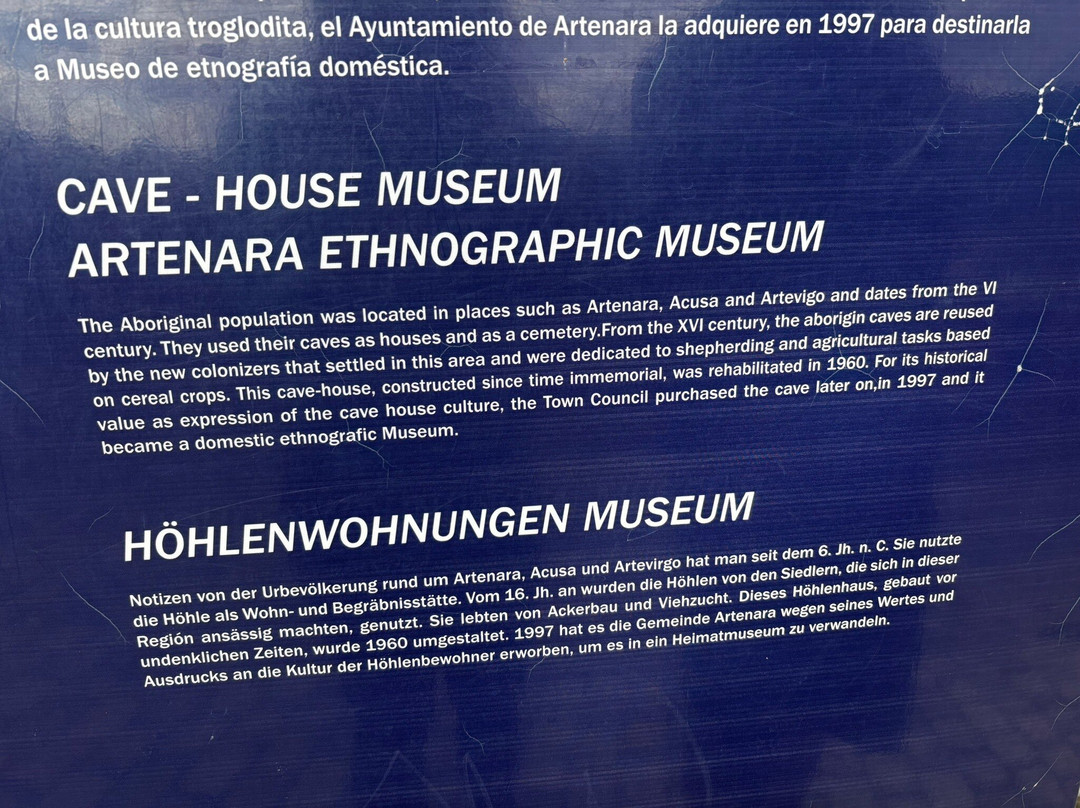 de la cultura troglodita, el Ayuntamiento de Artenara la adquiere en 1997 para destinarla
a Museo de etnografía doméstica.
CAVE - HOUSE MUSEUM
ARTENARA ETHNOGRAPHIC MUSEUM
The Aboriginal population was located in places such as Artenara, Acusa and Artevigo and dates from the VI
century. They used their caves as houses and as a cemetery.From the XVI century, the aborigin caves are reused
by the new colonizers that settled in this area and were dedicated to shepherding and agricultural tasks based
on cereal crops. This cave-house, constructed since time immemorial, was rehabilitated in 1960. For its historical
value as expression of the cave house culture, the Town Council purchased the cave later on,in 1997 and it
became a domestic ethnografic Museum.
HÖHLENWOHNUNGEN MUSEUM
Notizen von der Urbevölkerung rund um Artenara, Acusa und Artevirgo hat man seit dem 6. Jh. n. C. Sie nutzte
die Höhle als Wohn- und Begräbnisstätte. Vom 16. Jh. an wurden die Höhlen von den Siedlern, die sich in dieser
Región ansässig machten, genutzt. Sie lebten von Ackerbau und Viehzucht. Dieses Höhlenhaus, gebaut vor
undenklichen Zeiten, wurde 1960 umgestaltet. 1997 hat es die Gemeinde Artenara wegen seines Wertes und
Ausdrucks an die Kultur der Höhlenbewohner erworben, um es in ein Heimatmuseum zu verwandeln.